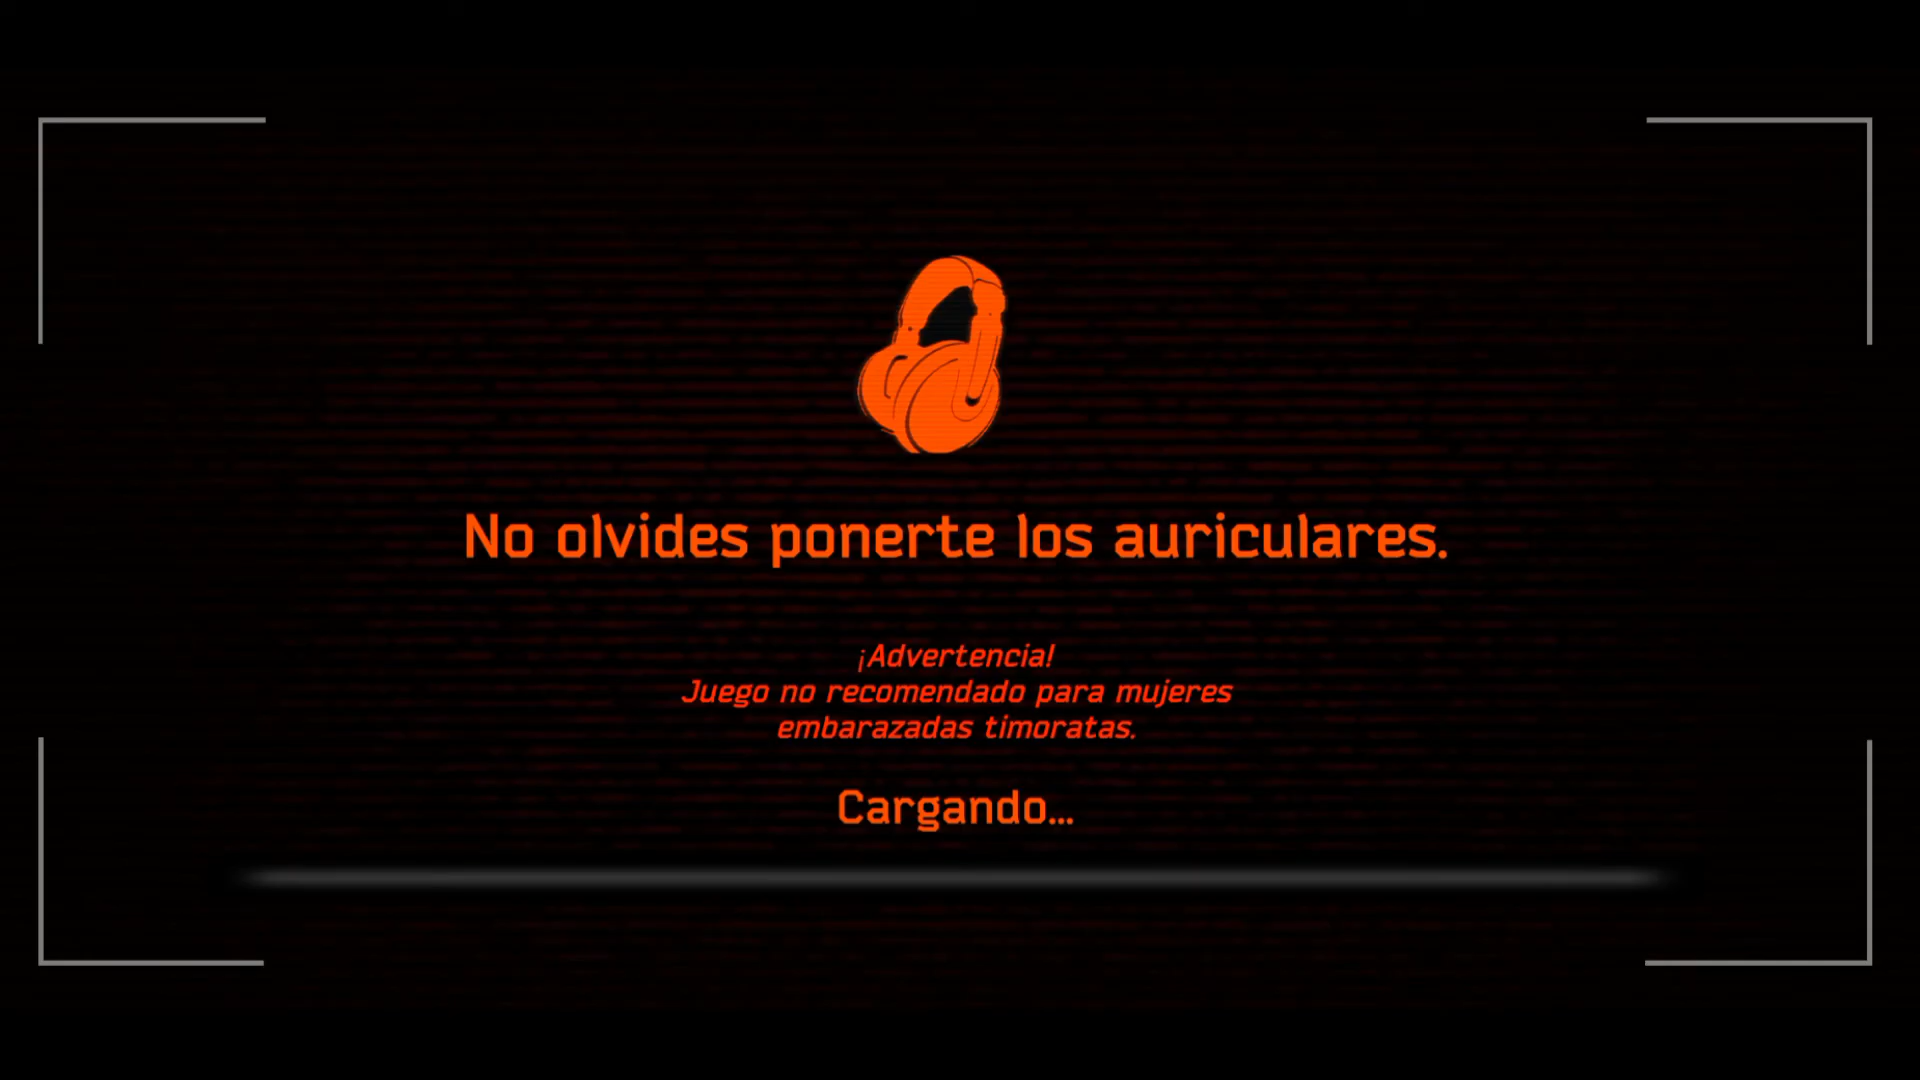 No olvides ponerte los auriculares.
¡Advertencia!
Juego no recomendado para mujeres
embarazadas timoratas.
Cargando...